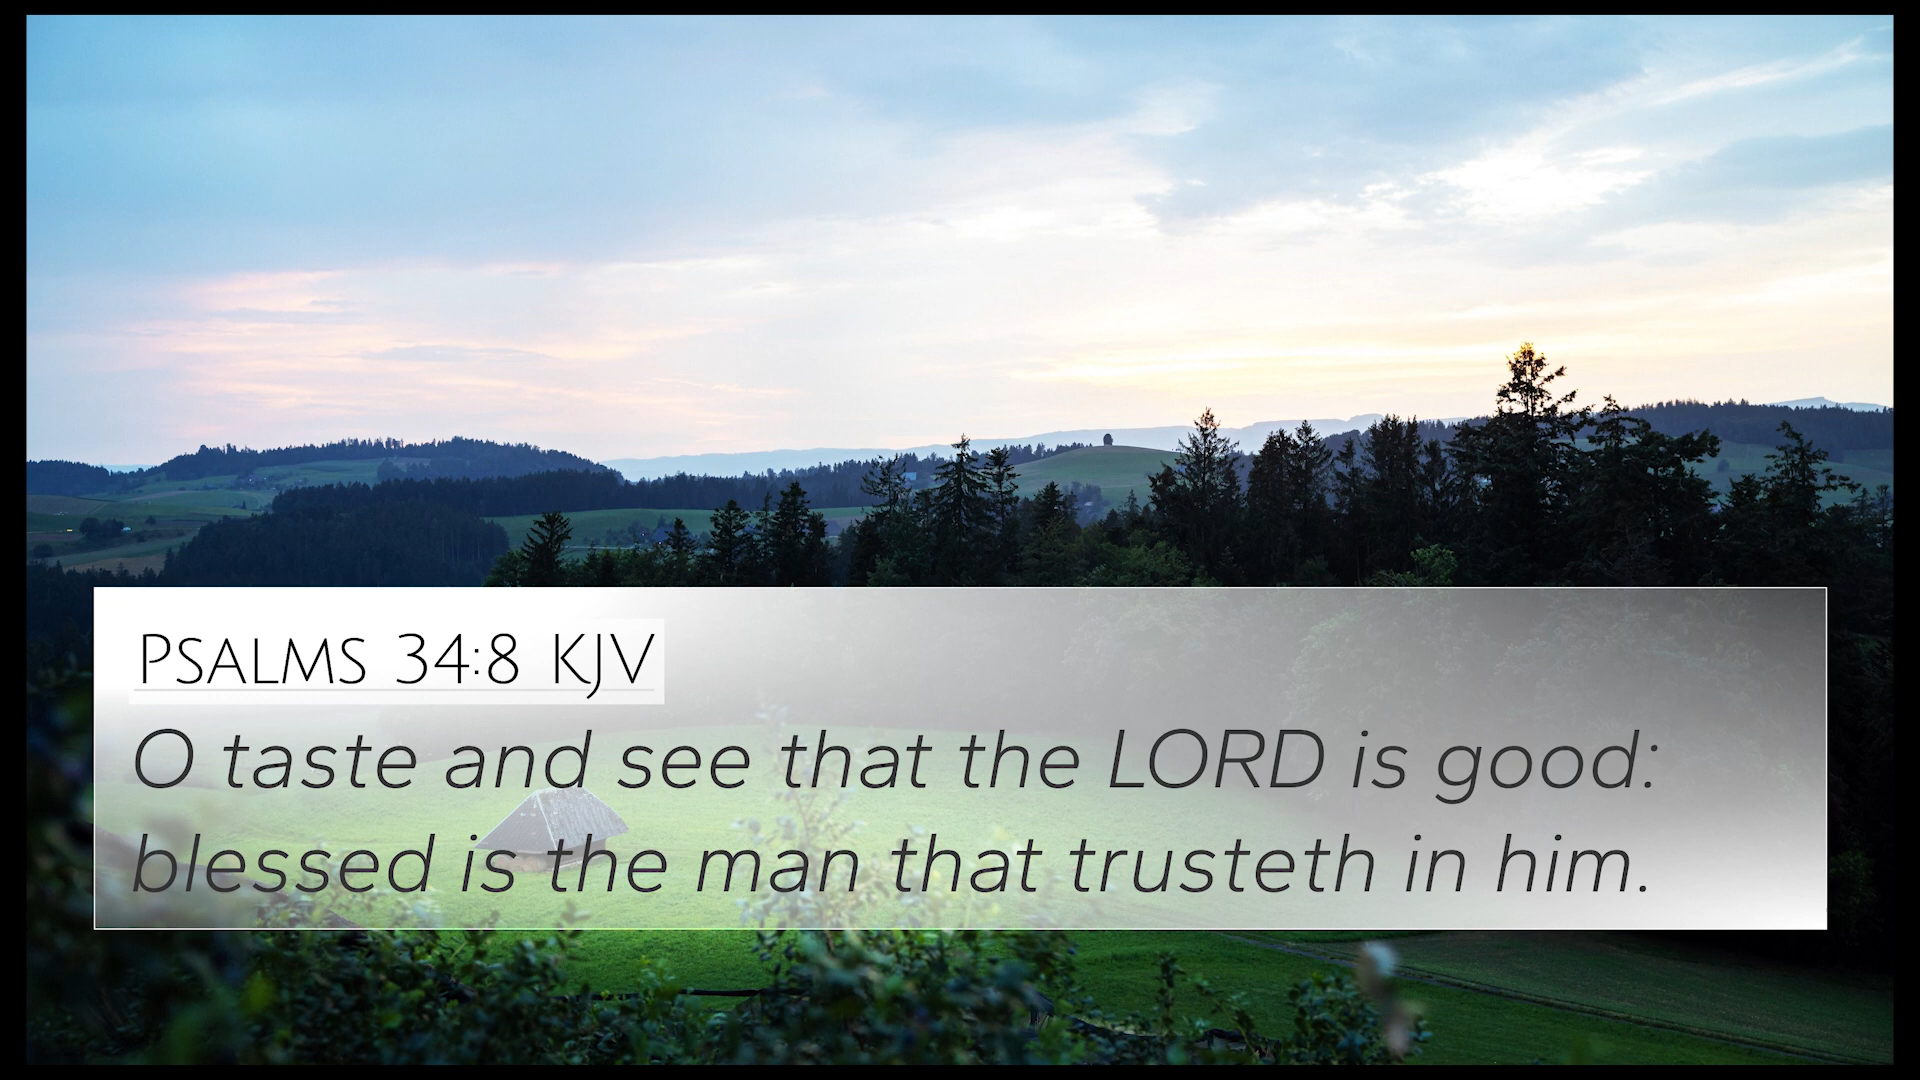 Psalms 34:8 KJV
O taste and see that the LORD is good:
blessed is the man that trusteth in him.